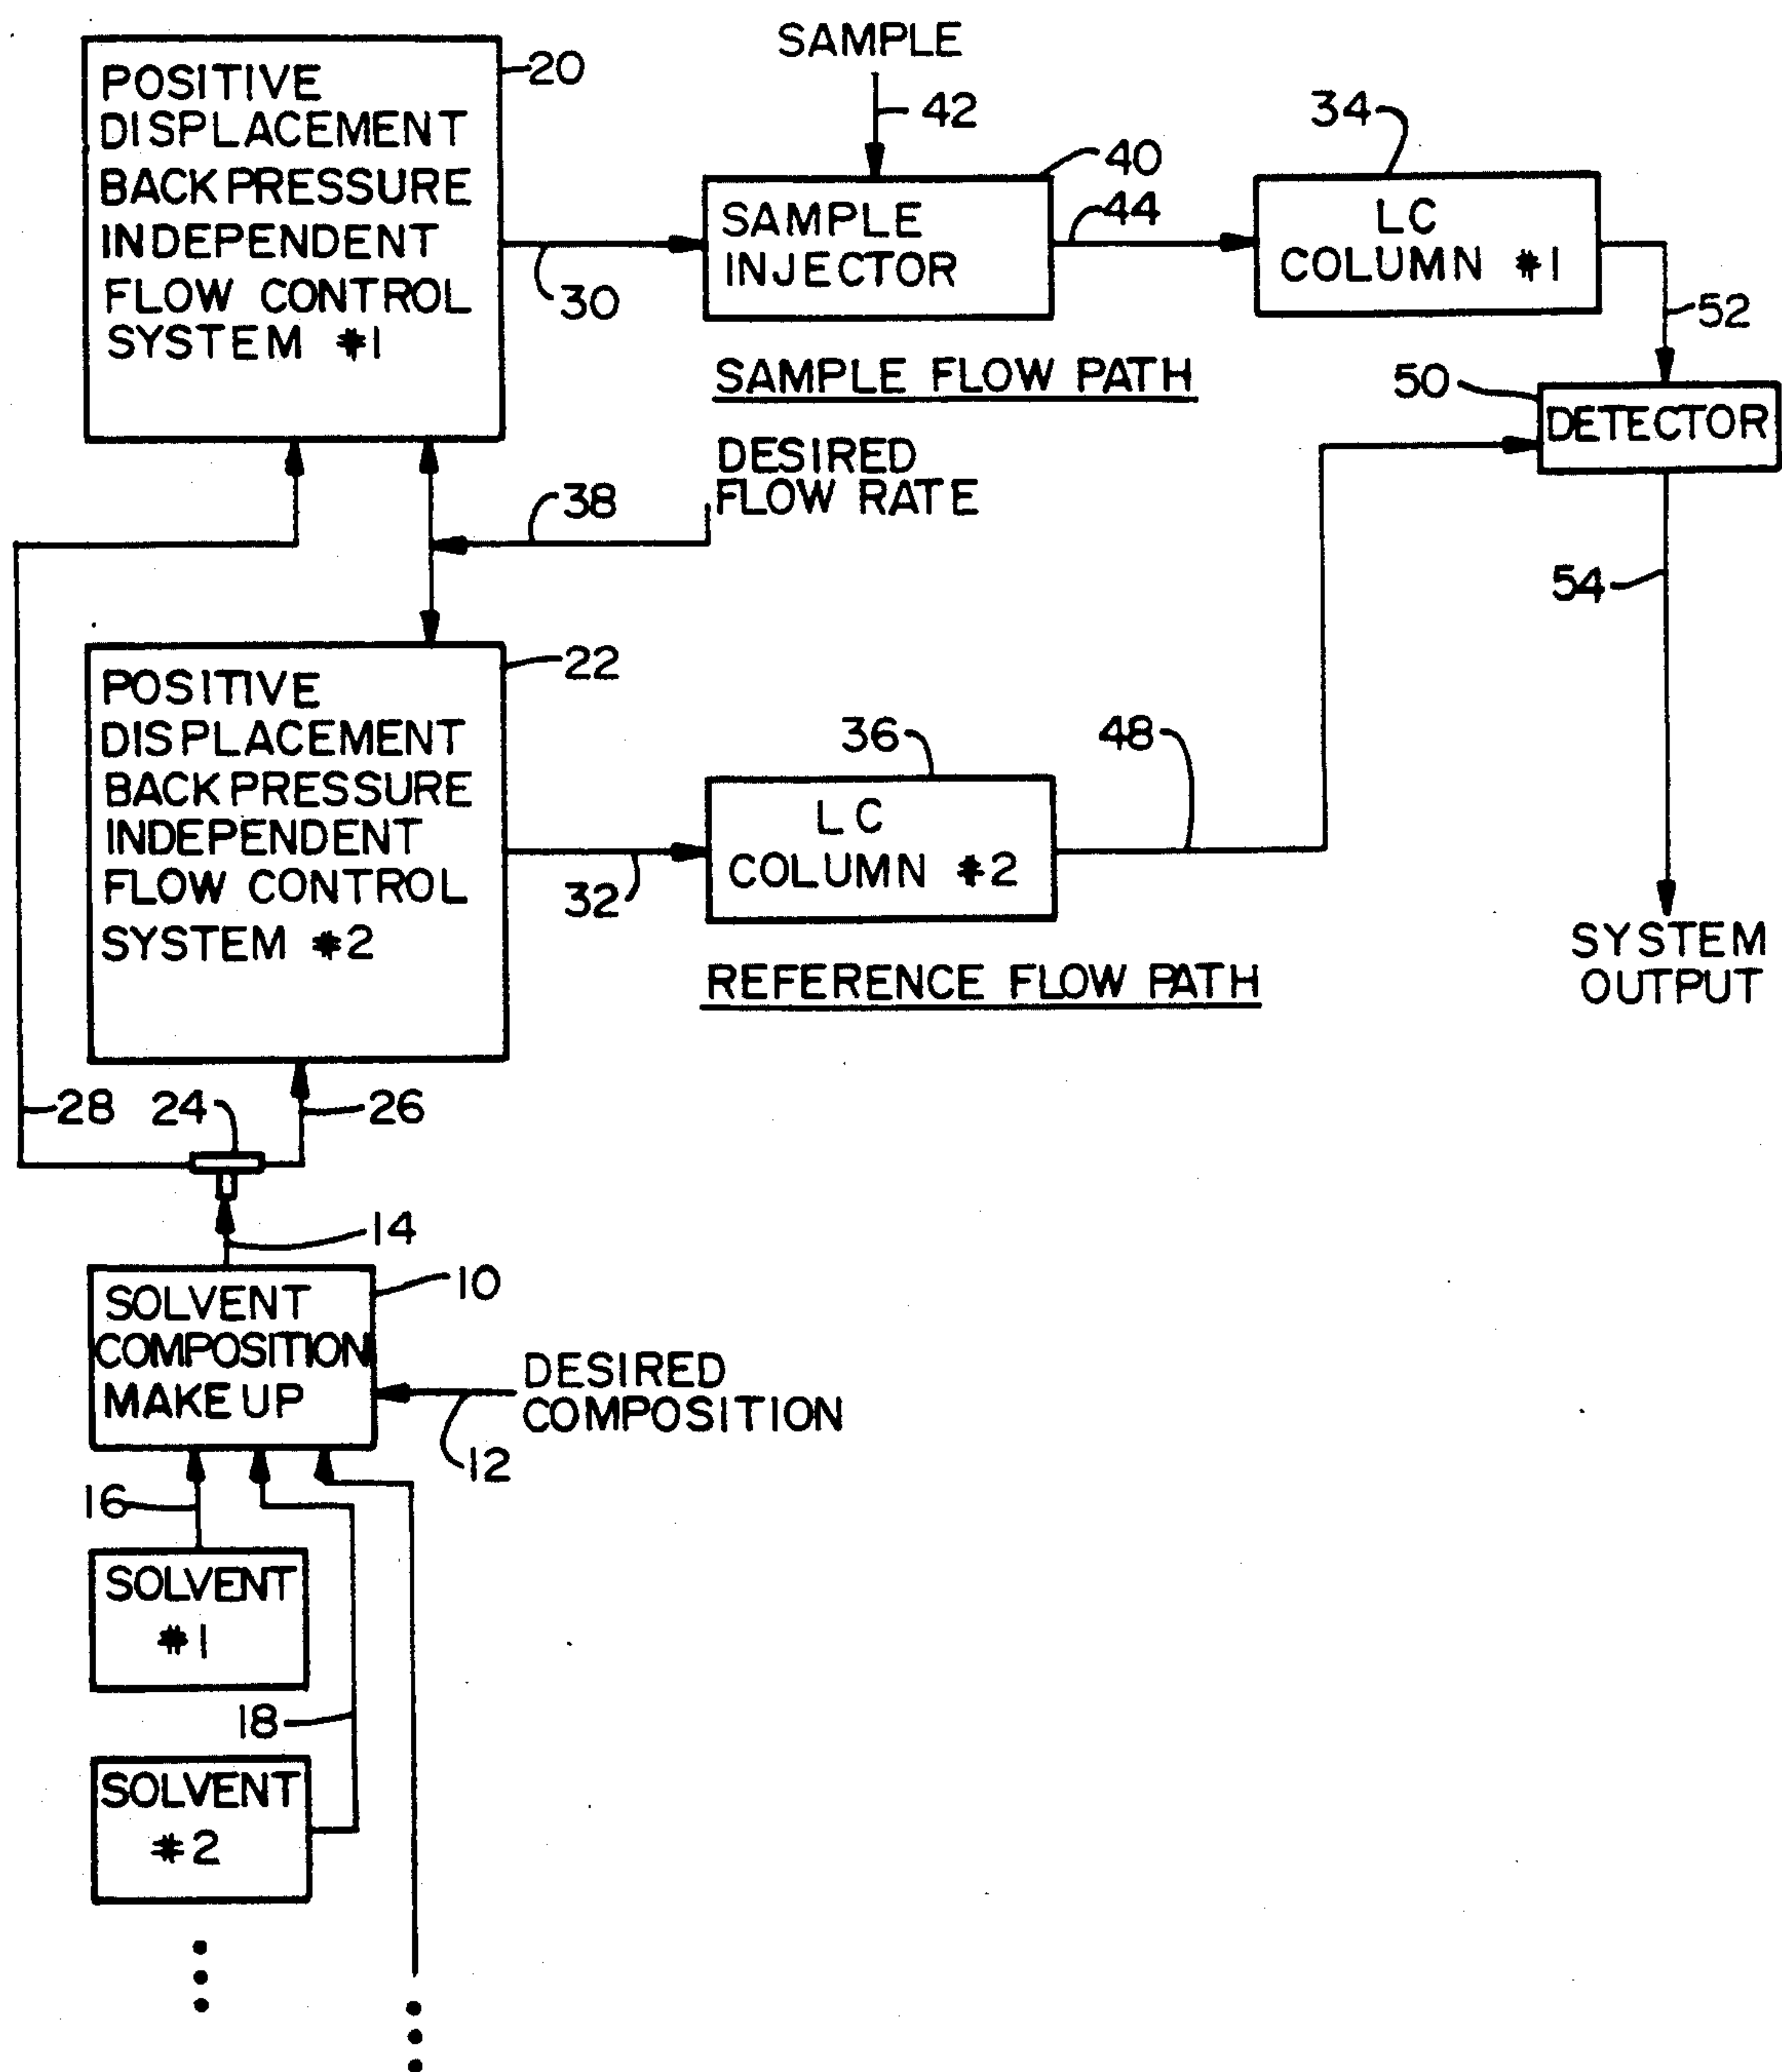 POSITIVE
DISPLACEMENT
BACKPRESSURE
INDEPENDENT
FLOW CONTROL
SYSTEM #1
20
SAMPLE
42
SAMPLE
INJECTOR
40
44
34
LC
COLUMN #1
52
30
SAMPLE FLOW PATH
50
DETECTOR
DESIRED
FLOW RATE
38
54
POSITIVE
DISPLACEMENT
BACKPRESSURE
INDEPENDENT
FLOW CONTROL
SYSTEM #2
22
36
48
LC
COLUMN #2
32
REFERENCE FLOW PATH
SYSTEM
OUTPUT
28
24
26
14
SOLVENT
COMPOSITION
MAKEUP
10
DESIRED
COMPOSITION
12
16
SOLVENT
#1
18
SOLVENT
#2